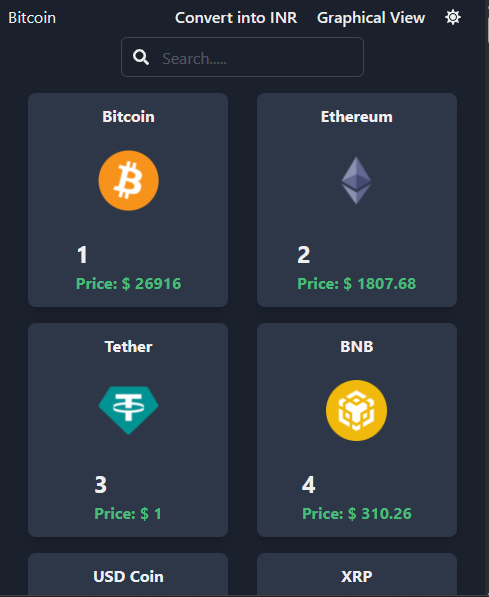 Bitcoin Convert into INR Graphical View
Search.....
Bitcoin Ethereum
1 2
Price: $ 26916 Price: $ 1807.68
Tether BNB
3 4
Price: $ 1 Price: $ 310.26
USD Coin XRP